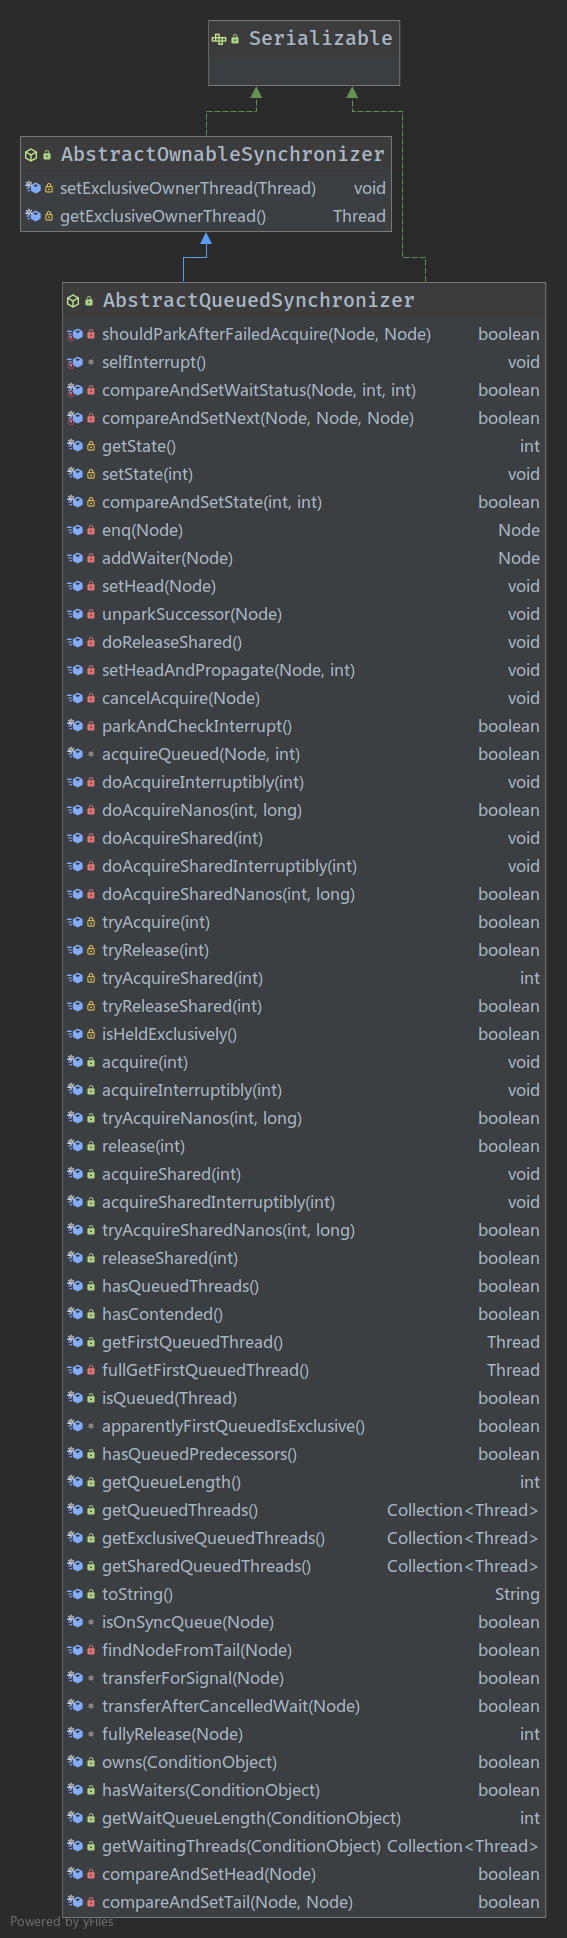 Serializable
AbstractOwnableSynchronizer
setExclusiveOwnerThread(Thread) void
getExclusiveOwnerThread() Thread
AbstractQueuedSynchronizer
shouldParkAfterFailedAcquire(Node, Node) boolean
selfInterrupt() void
compareAndSetWaitStatus(Node, int, int) boolean
compareAndSetNext(Node, Node, Node) boolean
getState() int
setState(int) void
compareAndSetState(int, int) boolean
enq(Node) Node
addWaiter(Node) Node
setHead(Node) void
unparkSuccessor(Node) void
doReleaseShared() void
setHeadAndPropagate(Node, int) void
cancelAcquire(Node) void
parkAndCheckInterrupt() boolean
acquireQueued(Node, int) boolean
doAcquireInterruptibly(int) void
doAcquireNanos(int, long) boolean
doAcquireShared(int) void
doAcquireSharedInterruptibly(int) void
doAcquireSharedNanos(int, long) boolean
tryAcquire(int) boolean
tryRelease(int) boolean
tryAcquireShared(int) int
tryReleaseShared(int) boolean
isHeldExclusively() boolean
acquire(int) void
acquireInterruptibly(int) void
tryAcquireNanos(int, long) boolean
release(int) boolean
acquireShared(int) void
acquireSharedInterruptibly(int) void
tryAcquireSharedNanos(int, long) boolean
releaseShared(int) boolean
hasQueuedThreads() boolean
hasContended() boolean
getFirstQueuedThread() Thread
fullGetFirstQueuedThread() Thread
isQueued(Thread) boolean
apparentlyFirstQueuedIsExclusive() boolean
hasQueuedPredecessors() boolean
getQueueLength() int
getQueuedThreads() Collection<Thread>
getExclusiveQueuedThreads() Collection<Thread>
getSharedQueuedThreads() Collection<Thread>
toString() String
isOnSyncQueue(Node) boolean
findNodeFromTail(Node) boolean
transferForSignal(Node) boolean
transferAfterCancelledWait(Node) boolean
fullyRelease(Node) int
owns(ConditionObject) boolean
hasWaiters(ConditionObject) boolean
getWaitQueueLength(ConditionObject) int
getWaitingThreads(ConditionObject) Collection<Thread>
compareAndSetHead(Node) boolean
compareAndSetTail(Node, Node) boolean
Powered by yFiles